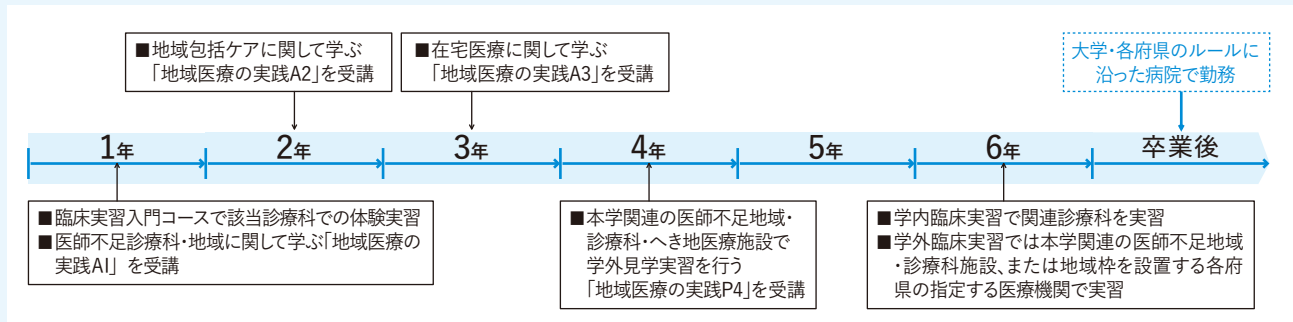 ■地域包括ケアに関して学ぶ
「地域医療の実践A2」を受講
■在宅医療に関して学ぶ
「地域医療の実践A3」を受講
大学・各府県のルールに
沿った病院で勤務
1年
2年
3年
4年
5年
6年
卒業後
■臨床実習入門コースで該当診療科での体験実習
■医師不足診療科・地域に関して学ぶ「地域医療の
実践AI」を受講
■本学関連の医師不足地域・
診療科・へき地医療施設で
学外見学実習を行う
「地域医療の実践P4」を受講
■学内臨床実習で関連診療科を実習
■学外臨床実習では本学関連の医師不足地域
・診療科施設、または地域枠を設置する各府
県の指定する医療機関で実習